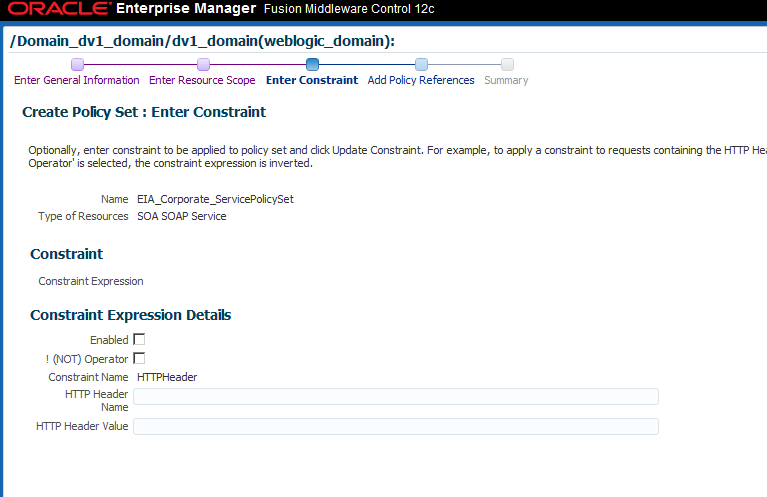 ORACLE Enterprise Manager Fusion Middleware Control 12c
/Domain_dv1_domain/dv1_domain(weblogic_domain):
Enter General Information Enter Resource Scope Enter Constraint Add Policy References Summary
Create Policy Set : Enter Constraint
Optionally, enter constraint to be applied to policy set and click Update Constraint. For example, to apply a constraint to requests containing the HTTP Hea
Operator' is selected, the constraint expression is inverted.
Name EIA_Corporate_ServicePolicySet
Type of Resources SOA SOAP Service
Constraint
Constraint Expression
Constraint Expression Details
Enabled
! (NOT) Operator
Constraint Name HTTPHeader
HTTP Header
Name
HTTP Header Value